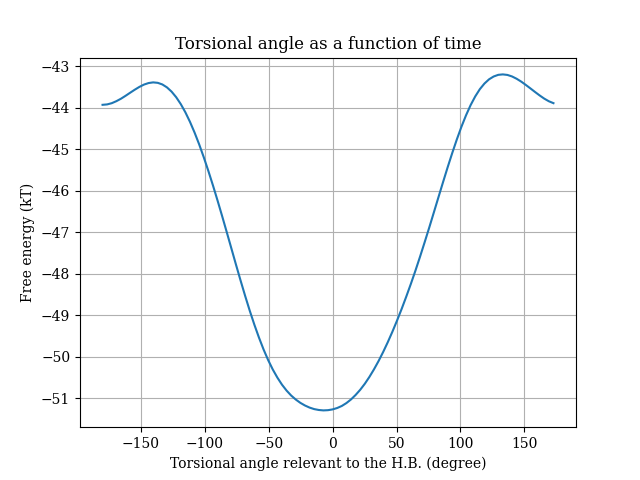 Torsional angle as a function of time
Free energy (kT)
−43
−44
−45
−46
−47
−48
−49
−50
−51
−150 −100 −50 0 50 100 150
Torsional angle relevant to the H.B. (degree)